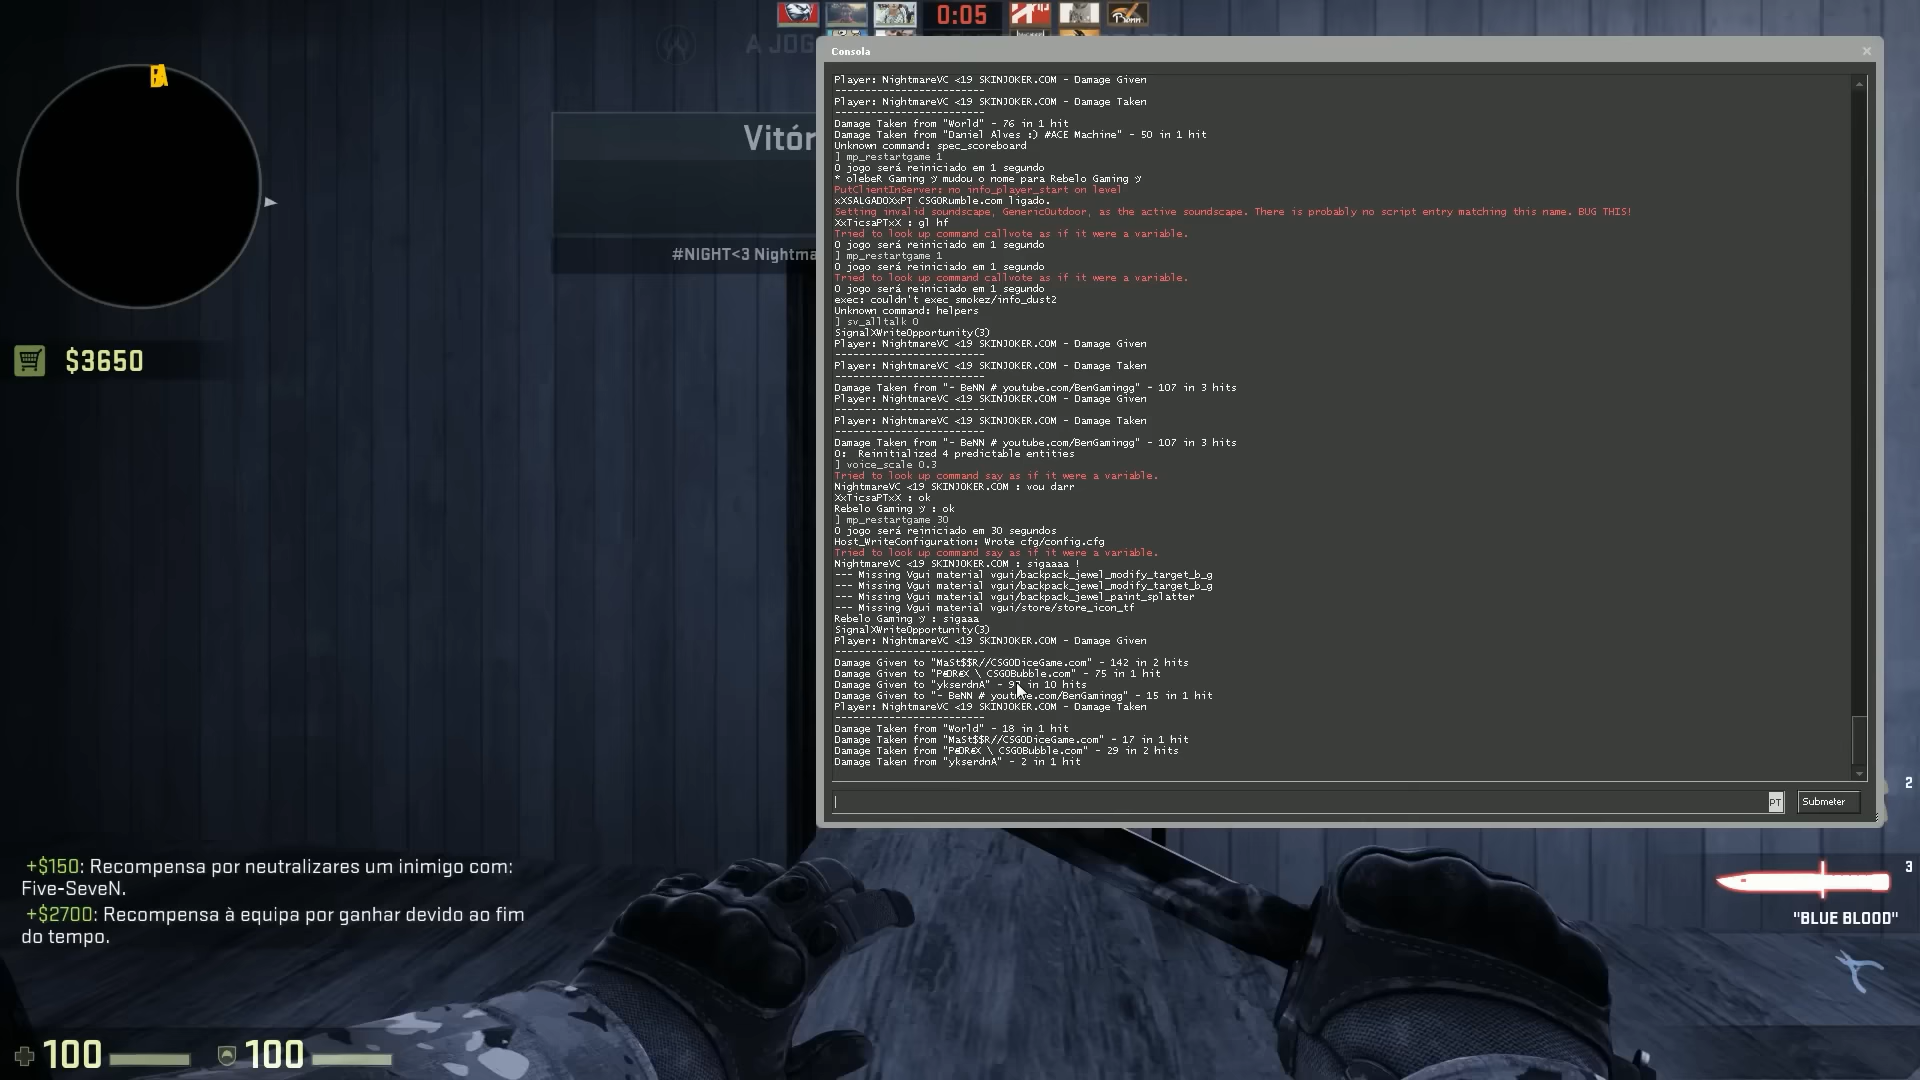 0:05
A JOG
Consola
Player: NightmareVC <19 SKINJOKER.COM - Damage Given
-------------------------
Player: NightmareVC <19 SKINJOKER.COM - Damage Taken
-------------------------
Damage Taken from "World" - 76 in 1 hit
Damage Taken from "Daniel Alves :) #ACE Machine" - 50 in 1 hit
Unknown command: spec_scoreboard
] mp_restartgame 1
O jogo será reiniciado em 1 segundo
* olebeR Gaming ツ mudou o nome para Rebelo Gaming ツ
PutClientInServer: no info_player_start on level
xXSALGADOXxPT CSGORumble.com ligado.
Setting invalid soundscape, GenericOutdoor, as the active soundscape. There is probably no script entry matching this name. BUG THIS!
XxTicsaPTxX : gl hf
Tried to look up command callvote as if it were a variable.
O jogo será reiniciado em 1 segundo
] mp_restartgame 1
O jogo será reiniciado em 1 segundo
Tried to look up command callvote as if it were a variable.
O jogo será reiniciado em 1 segundo
exec: couldn't exec smokez/info_dust2
Unknown command: helpers
] sv_alltalk 0
SignalXWriteOpportunity(3)
Player: NightmareVC <19 SKINJOKER.COM - Damage Given
-------------------------
Player: NightmareVC <19 SKINJOKER.COM - Damage Taken
-------------------------
Damage Taken from "- BeNN # youtube.com/BenGamingg" - 107 in 3 hits
Player: NightmareVC <19 SKINJOKER.COM - Damage Given
-------------------------
Player: NightmareVC <19 SKINJOKER.COM - Damage Taken
-------------------------
Damage Taken from "- BeNN # youtube.com/BenGamingg" - 107 in 3 hits
0:  Reinitialized 4 predictable entities
] voice_scale 0.3
Tried to look up command say as if it were a variable.
NightmareVC <19 SKINJOKER.COM : vou darr
XxTicsaPTxX : ok
Rebelo Gaming ツ : ok
] mp_restartgame 30
O jogo será reiniciado em 30 segundos
Host_WriteConfiguration: Wrote cfg/config.cfg
Tried to look up command say as if it were a variable.
NightmareVC <19 SKINJOKER.COM : sigaaaa !
--- Missing Vgui material vgui/backpack_jewel_modify_target_b_g
--- Missing Vgui material vgui/backpack_jewel_modify_target_b_g
--- Missing Vgui material vgui/backpack_jewel_paint_splatter
--- Missing Vgui material vgui/store/store_icon_tf
Rebelo Gaming ツ : sigaaa
SignalXWriteOpportunity(3)
Player: NightmareVC <19 SKINJOKER.COM - Damage Given
-------------------------
Damage Given to "MaSt$$R//CSGODiceGame.com" - 142 in 2 hits
Damage Given to \ CSGOBubble.com" - 75 in 1 hit
Damage Given to "ykserdnA" - in 10 hits
Damage Given to "- BeNN # youtube.com/BenGamingg" - 15 in 1 hit
Player: NightmareVC <19 SKINJOKER.COM - Damage Taken
-------------------------
Damage Taken from "World" - 18 in 1 hit
Damage Taken from "MaSt$$R//CSGODiceGame.com" - 17 in 1 hit
Damage Taken from \ CSGOBubble.com" - 29 in 2 hits
Damage Taken from "ykserdnA" - 2 in 1 hit
PT
Submeter
Vitór
#NIGHT<3 Nightma
$3650
2
3
"BLUE BLOOD"
+$150: Recompensa por neutralizares um inimigo com:
Five-SeveN.
+$2700: Recompensa à equipa por ganhar devido ao fim
do tempo.
100
100